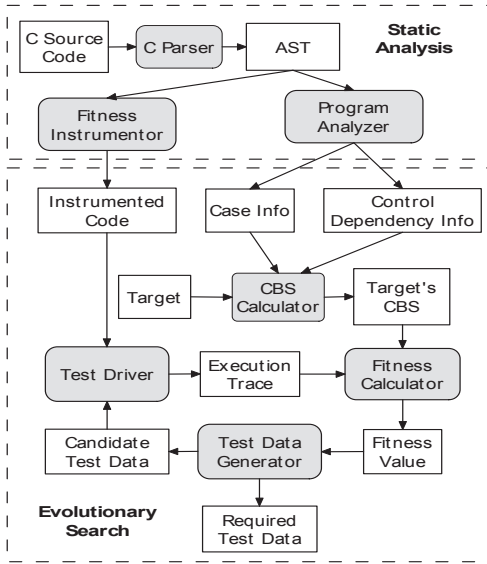 C Source
Code
C Parser
AST
Static
Analysis
Fitness
Instrumentor
Program
Analyzer
Instrumented
Code
Case Info
Control
Dependency Info
Target
CBS
Calculator
Target's
CBS
Test Driver
Execution
Trace
Fitness
Calculator
Candidate
Test Data
Test Data
Generator
Fitness
Value
Evolutionary
Search
Required
Test Data